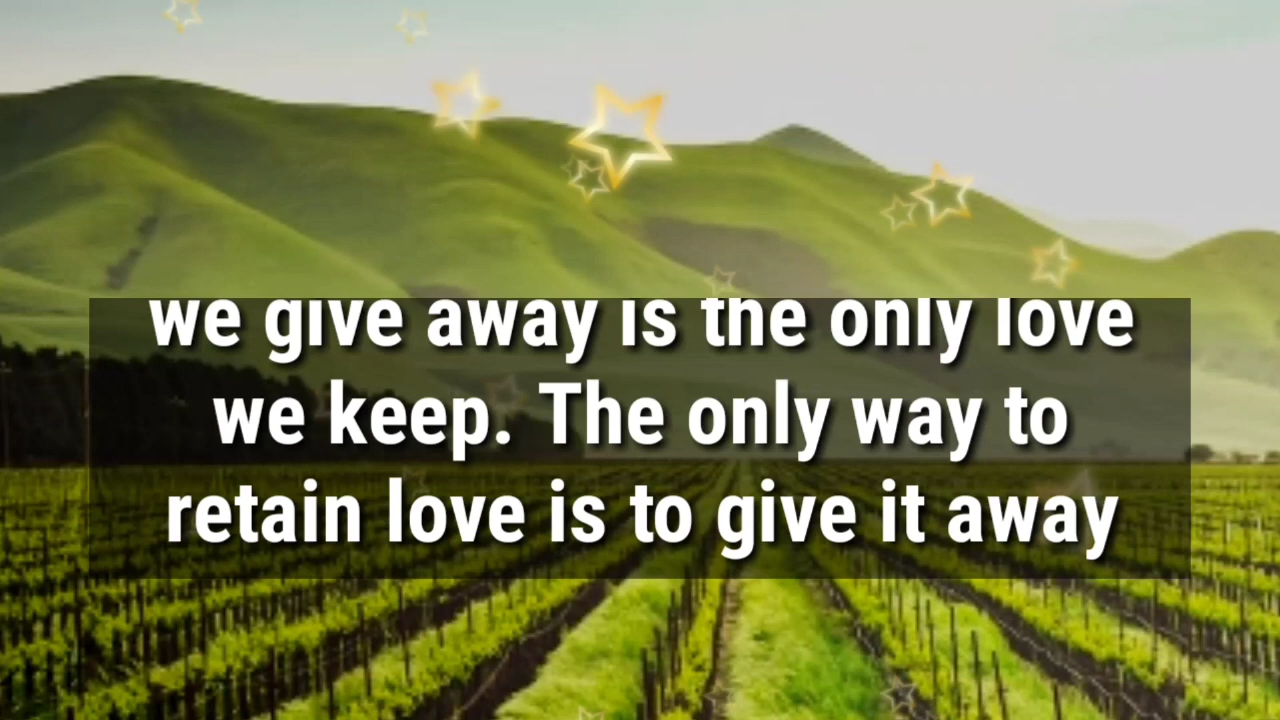 we give away is the only love
we keep. The only way to
retain love is to give it away